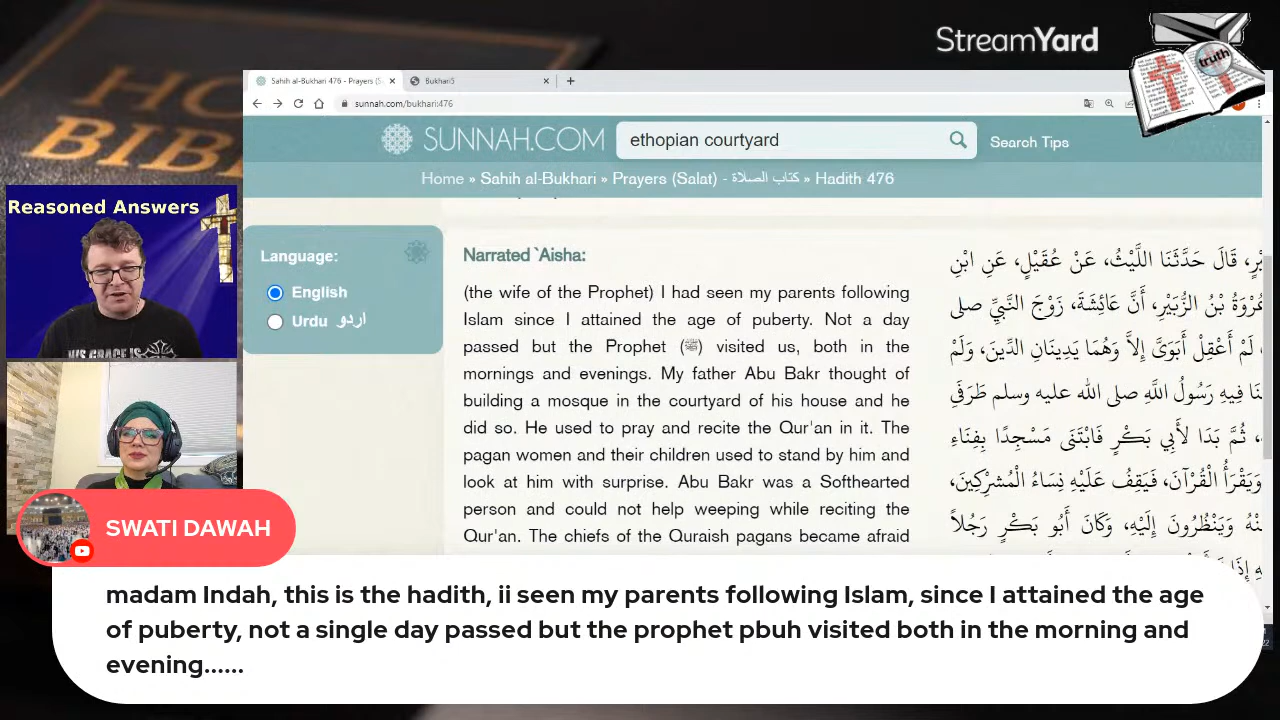 StreamYard
HOLY
BIBLE
truth
Sahih al-Bukhari 476 - Prayers (S
Bukhari5
sunnah.com/bukhari:476
SUNNAH.COM
ethopian courtyard
Search Tips
Home » Sahih al-Bukhari » Prayers (Salat) - كتاب الصلاة » Hadith 476
Reasoned Answers
Language:
English
Urdu اردو
Narrated `Aisha:
(the wife of the Prophet) I had seen my parents following
Islam since I attained the age of puberty. Not a day
passed but the Prophet (ﷺ) visited us, both in the
mornings and evenings. My father Abu Bakr thought of
building a mosque in the courtyard of his house and he
did so. He used to pray and recite the Qur'an in it. The
pagan women and their children used to stand by him and
look at him with surprise. Abu Bakr was a Softhearted
person and could not help weeping while reciting the
Qur'an. The chiefs of the Quraish pagans became afraid
قَالَ حَدَّثَنَا اللَّيْثُ، عَنْ عُقَيْلٍ، عَنِ ابْنِ
عُرْوَةُ بْنُ الزُّبَيْرِ، أَنَّ عَائِشَةَ، زَوْجَ النَّبِيِّ صلى
لَمْ أَعْقِلْ أَبَوَىَّ إِلاَّ وَهُمَا يَدِينَانِ الدِّينَ، وَلَمْ
فِيهِ رَسُولُ اللَّهِ صلى الله عليه وسلم طَرَفَىِ
ثُمَّ بَدَا لأَبِي بَكْرٍ فَابْتَنَى مَسْجِدًا بِفِنَاءِ
وَيَقْرَأُ الْقُرْآنَ، فَيَقِفُ عَلَيْهِ نِسَاءُ الْمُشْرِكِينَ،
وَيَنْظُرُونَ إِلَيْهِ، وَكَانَ أَبُو بَكْرٍ رَجُلاً
HIS GRACE IS
SWATI DAWAH
madam Indah, this is the hadith, ii seen my parents following Islam, since I attained the age
of puberty, not a single day passed but the prophet pbuh visited both in the morning and
evening......